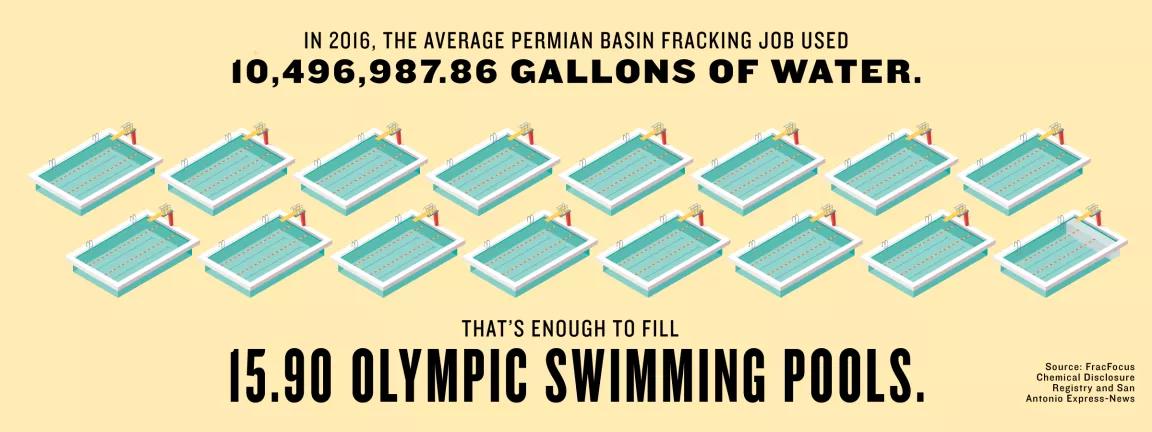 IN 2016, THE AVERAGE PERMIAN BASIN FRACKING JOB USED
10,496,987.86 GALLONS OF WATER.
THAT'S ENOUGH TO FILL
15.90 OLYMPIC SWIMMING POOLS.
Source: FracFocus
Chemical Disclosure
Registry and San
Antonio Express-News